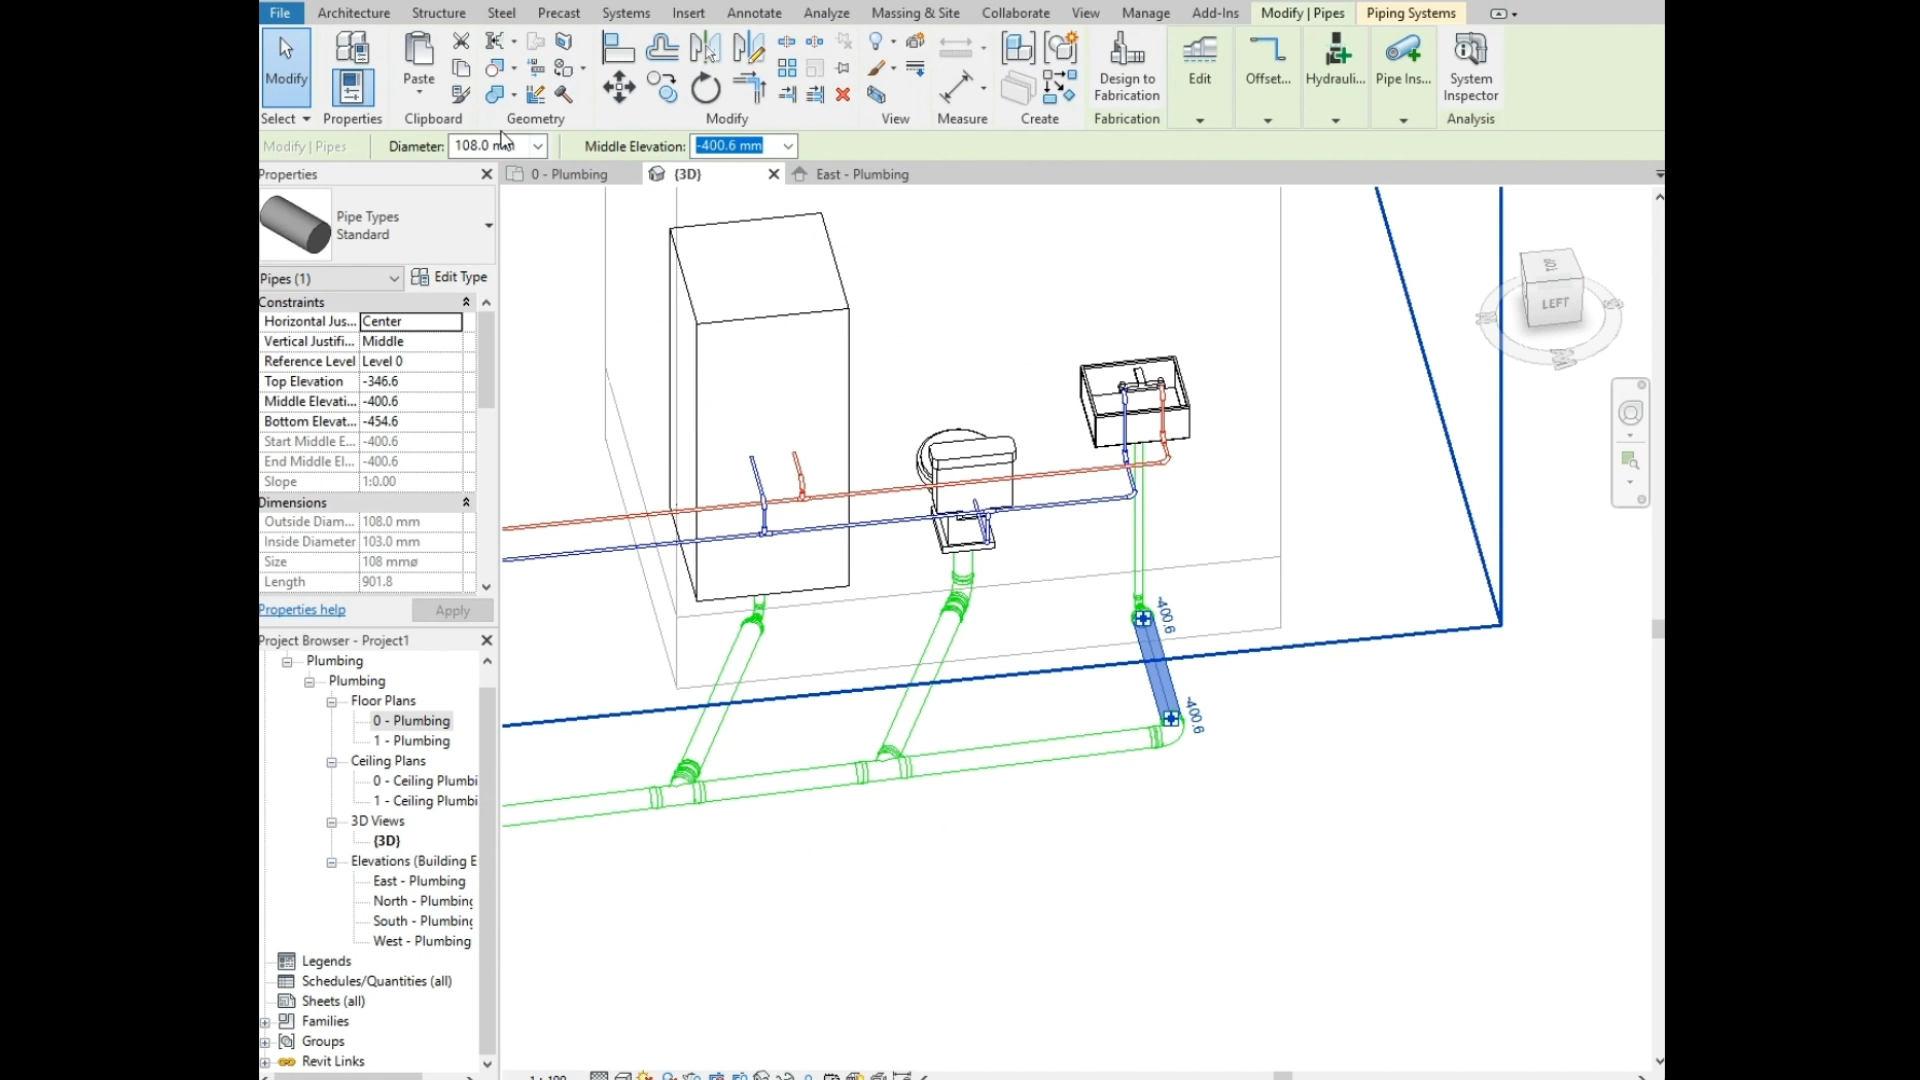 File Architecture Structure Steel Precast Systems Insert Annotate Analyze Massing & Site Collaborate View Manage Add-Ins Modify | Pipes Piping Systems
Modify Paste Design to Fabrication Edit Offset... Hydrauli... Pipe Ins... System Inspector
Select Properties Clipboard Geometry Modify View Measure Create Fabrication Analysis
Modify | Pipes Diameter: 108.0 Middle Elevation: -400.6 mm
Properties
0 - Plumbing {3D} East - Plumbing
Pipe Types
Standard
Pipes (1) Edit Type
Constraints
Horizontal Jus... Center
Vertical Justifi... Middle
Reference Level Level 0
Top Elevation -346.6
Middle Elevati... -400.6
Bottom Elevat... -454.6
Start Middle E... -400.6
End Middle El... -400.6
Slope 1:0.00
Dimensions
Outside Diam... 108.0 mm
Inside Diameter 103.0 mm
Size 108 mmø
Length 901.8
Properties help Apply
Project Browser - Project1
Plumbing
Plumbing
Floor Plans
0 - Plumbing
1 - Plumbing
Ceiling Plans
0 - Ceiling Plumbi
1 - Ceiling Plumbi
3D Views
{3D}
Elevations (Building E
East - Plumbing
North - Plumbing
South - Plumbing
West - Plumbing
Legends
Schedules/Quantities (all)
Sheets (all)
Families
Groups
Revit Links
TOP
LEFT
-400.6
-400.6